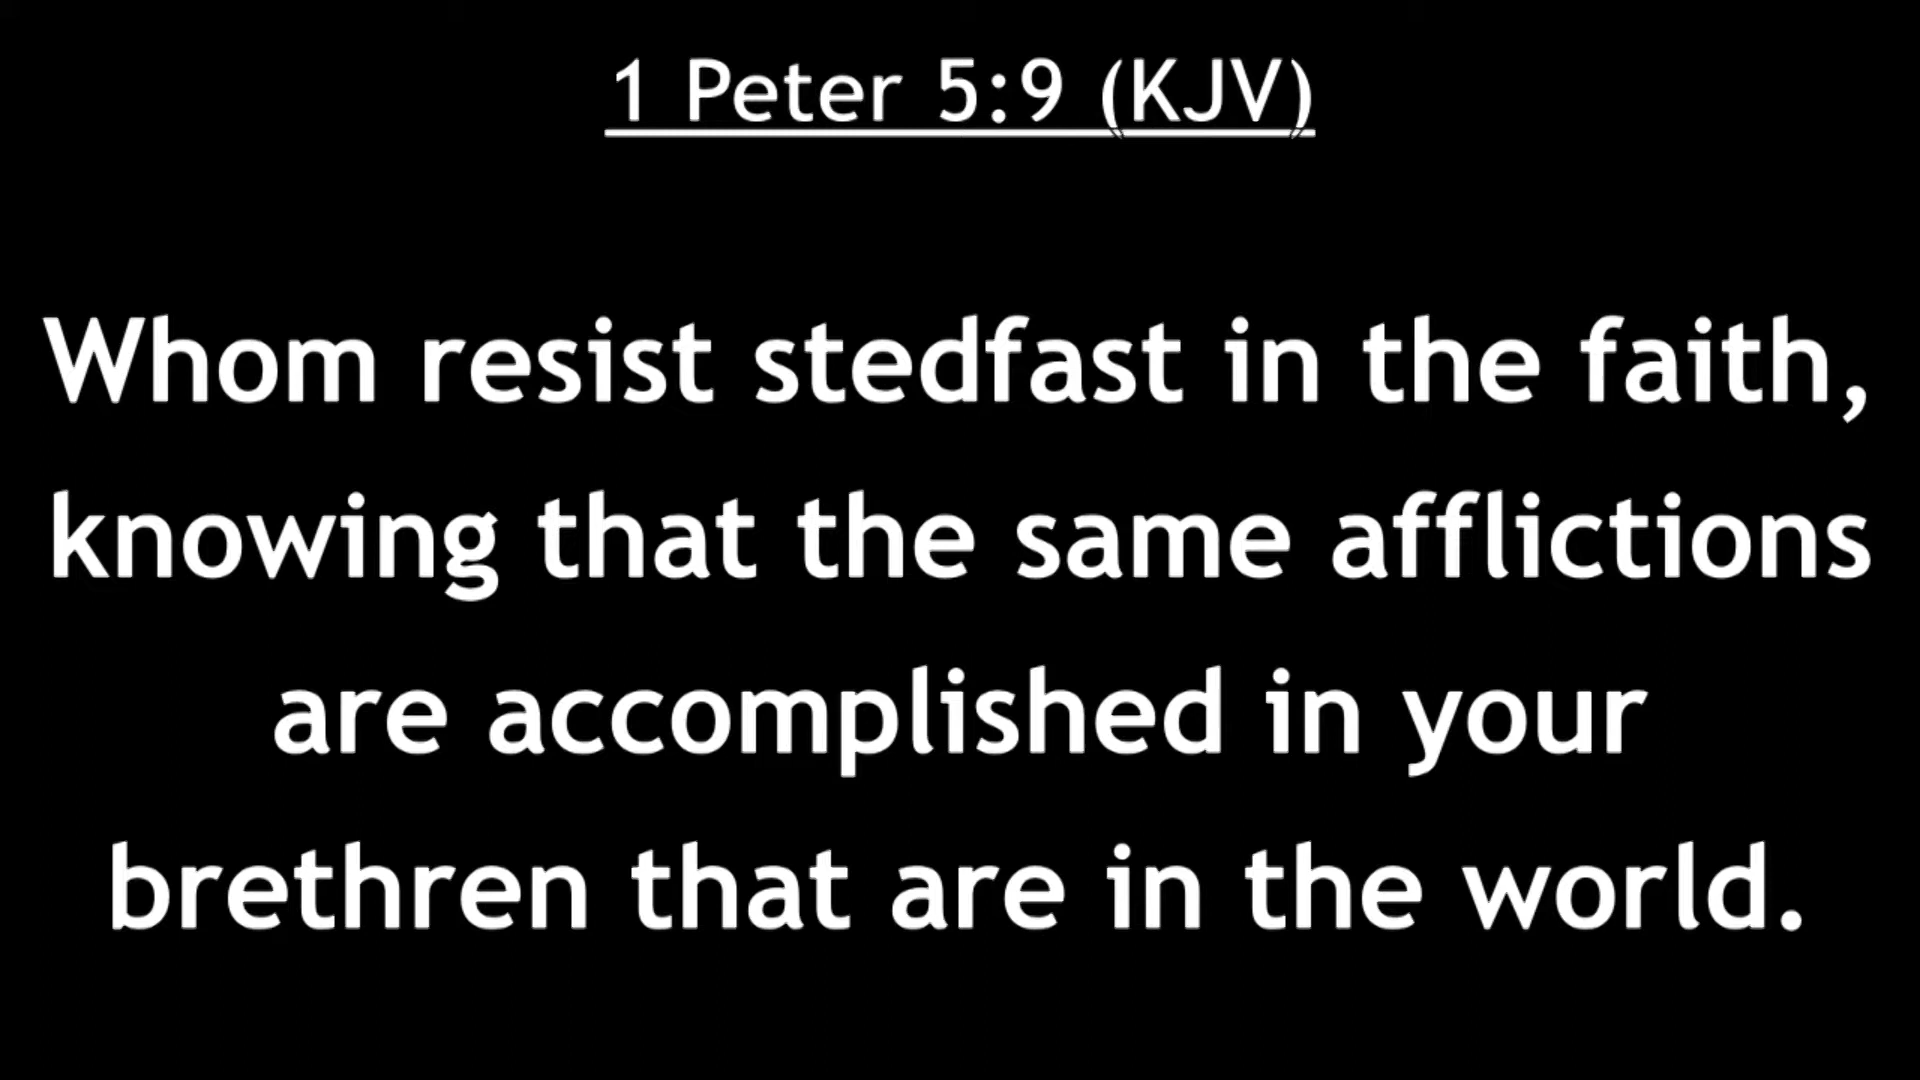 1 Peter 5:9 (KJV)
Whom resist stedfast in the faith,
knowing that the same afflictions
are accomplished in your
brethren that are in the world.